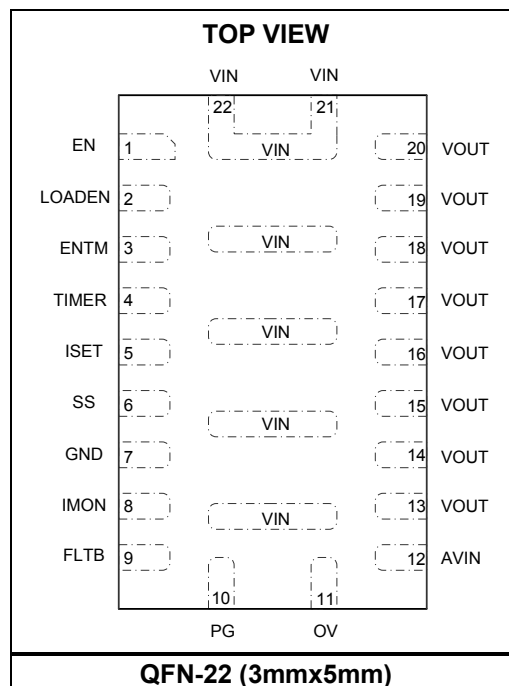 TOP VIEW
VIN VIN
22 21
EN 1 VIN 20 VOUT
LOADEN 2 19 VOUT
ENTM 3 VIN 18 VOUT
TIMER 4 17 VOUT
VIN
ISET 5 16 VOUT
SS 6 15 VOUT
VIN
GND 7 14 VOUT
IMON 8 13 VOUT
VIN
FLTB 9 12 AVIN
10 11
PG OV
QFN-22 (3mmx5mm)